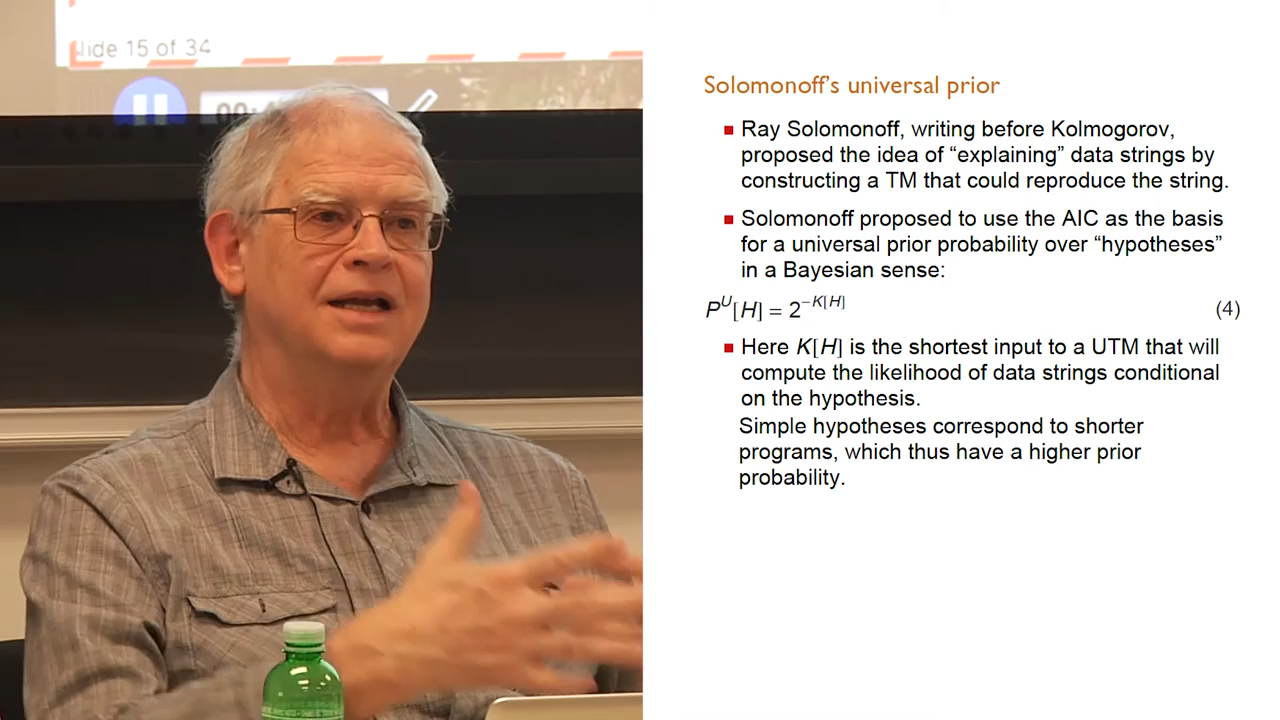 Slide 15 of 34
Solomonoff's universal prior
Ray Solomonoff, writing before Kolmogorov,
proposed the idea of “explaining” data strings by
constructing a TM that could reproduce the string.
Solomonoff proposed to use the AIC as the basis
for a universal prior probability over “hypotheses”
in a Bayesian sense:
P^U[H] = 2^{−K[H]} (4)
Here K[H] is the shortest input to a UTM that will
compute the likelihood of data strings conditional
on the hypothesis.
Simple hypotheses correspond to shorter
programs, which thus have a higher prior
probability.